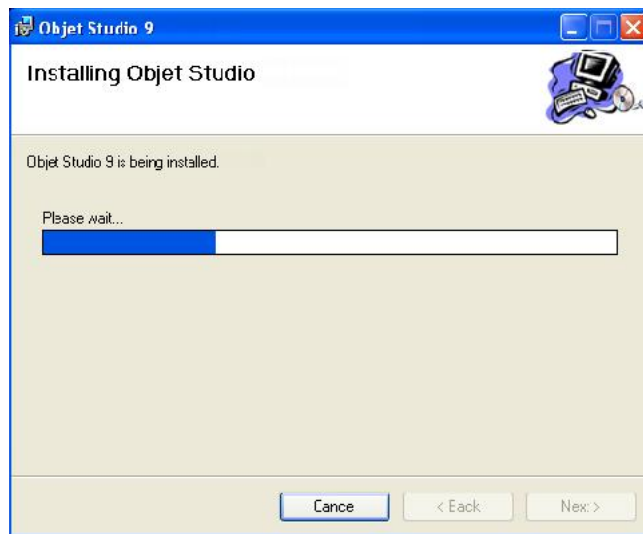 Objet Studio 9
Installing Objet Studio
Objet Studio 9 is being installed.
Please wait...
Cance
< Back
Next >